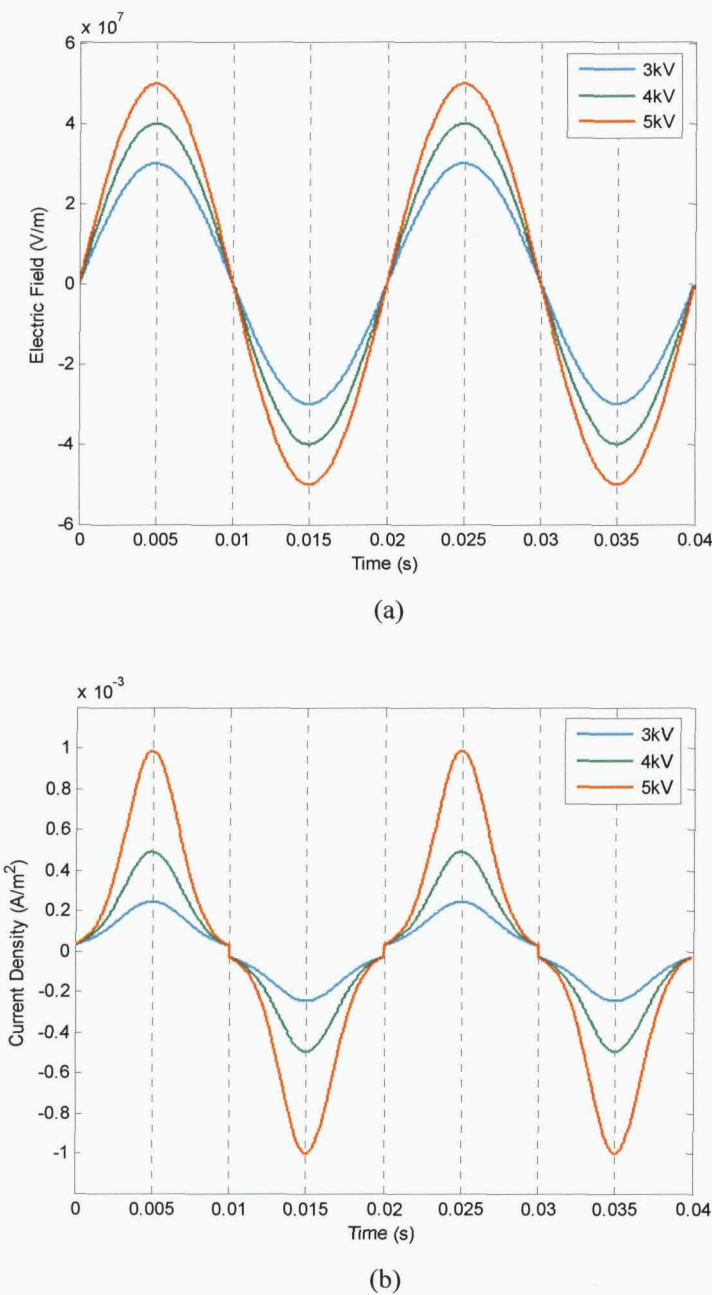 x 10^7
6
4
2
0
-2
-4
-6
Electric Field (V/m)
3kV
4kV
5kV
0 0.005 0.01 0.015 0.02 0.025 0.03 0.035 0.04
Time (s)
(a)
x 10^-3
1
0.8
0.6
0.4
0.2
0
-0.2
-0.4
-0.6
-0.8
-1
Current Density (A/m²)
3kV
4kV
5kV
0 0.005 0.01 0.015 0.02 0.025 0.03 0.035 0.04
Time (s)
(b)